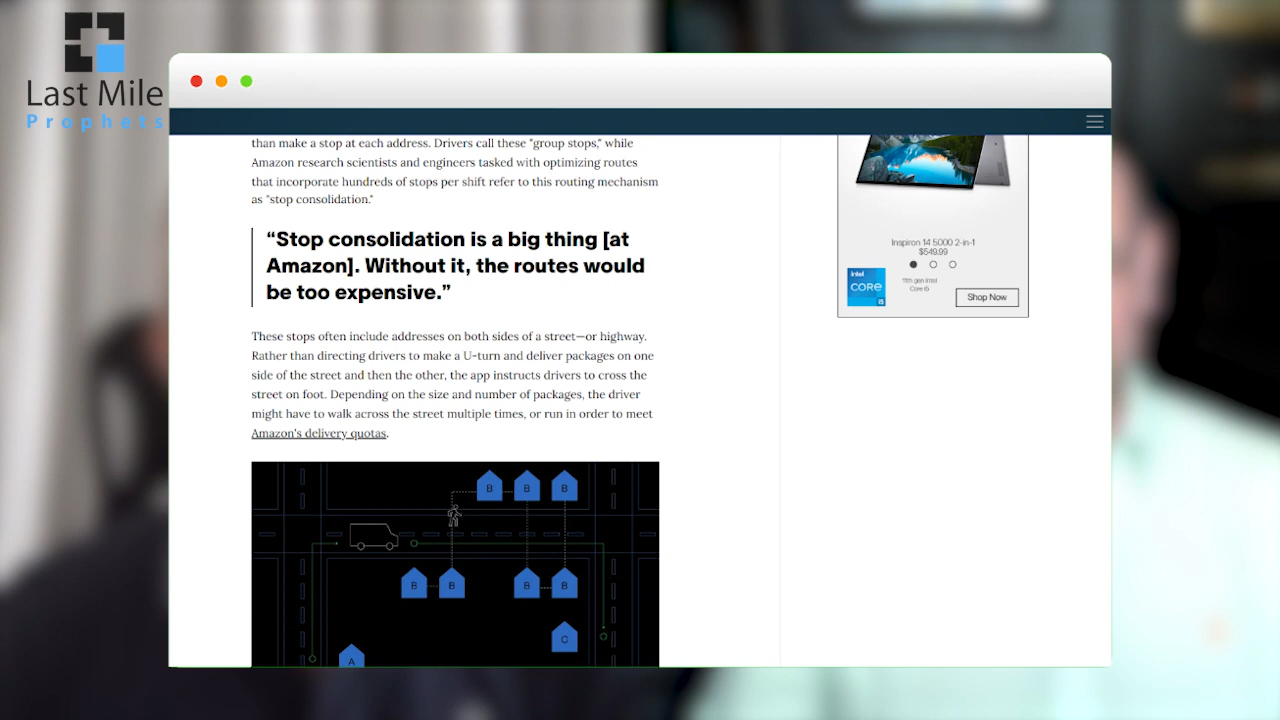 Last Mile
Prophets
than make a stop at each address. Drivers call these "group stops," while
Amazon research scientists and engineers tasked with optimizing routes
that incorporate hundreds of stops per shift refer to this routing mechanism
as "stop consolidation."
“Stop consolidation is a big thing [at
Amazon]. Without it, the routes would
be too expensive.”
These stops often include addresses on both sides of a street—or highway.
Rather than directing drivers to make a U-turn and deliver packages on one
side of the street and then the other, the app instructs drivers to cross the
street on foot. Depending on the size and number of packages, the driver
might have to walk across the street multiple times, or run in order to meet
Amazon's delivery quotas.
B B B
B B B B
C
A
Inspiron 14 5000 2-in-1
$549.99
intel
CORE
i5
11th gen Intel
Core i5
Shop Now